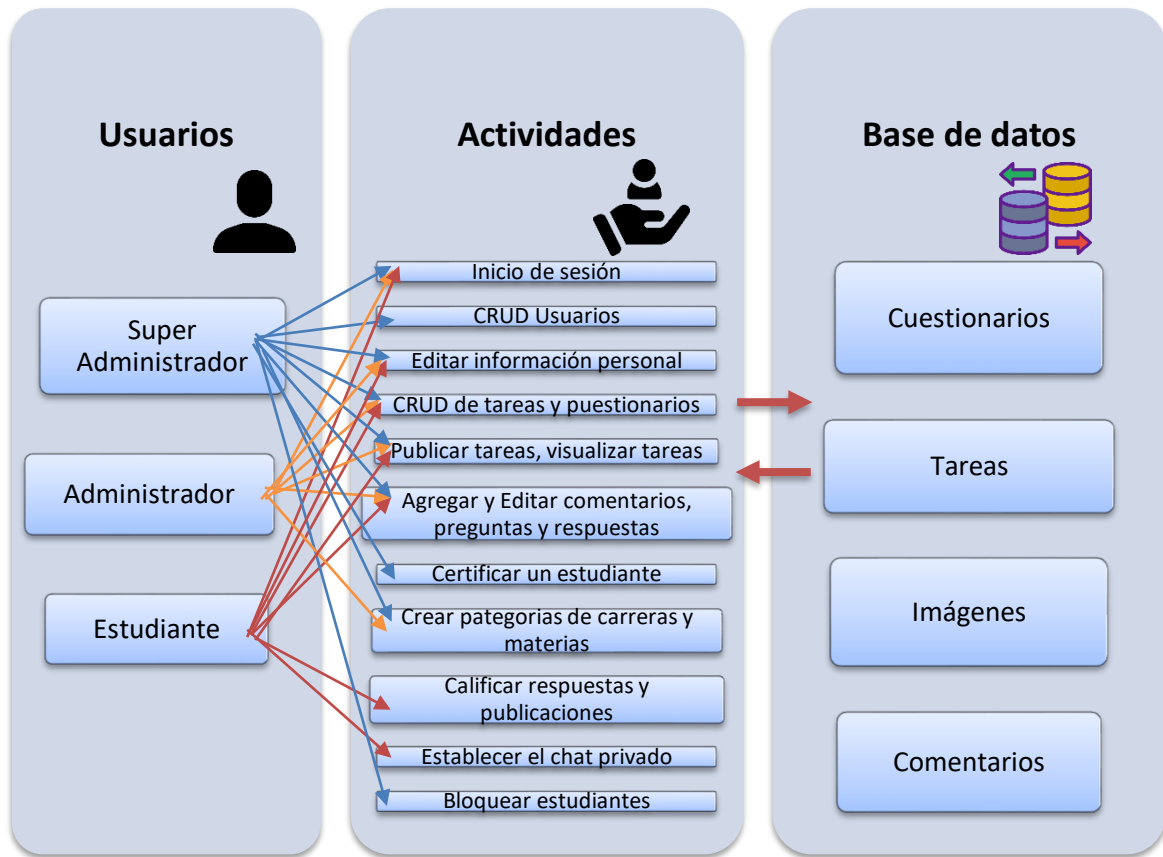 Usuarios
Super
Administrador
Administrador
Estudiante
Actividades
Inicio de sesión
CRUD Usuarios
Editar información personal
CRUD de tareas y puestionarios
Publicar tareas, visualizar tareas
Agregar y Editar comentarios,
preguntas y respuestas
Certificar un estudiante
Crear pategorias de carreras y
materias
Calificar respuestas y
publicaciones
Establecer el chat privado
Bloquear estudiantes
Base de datos
Cuestionarios
Tareas
Imágenes
Comentarios